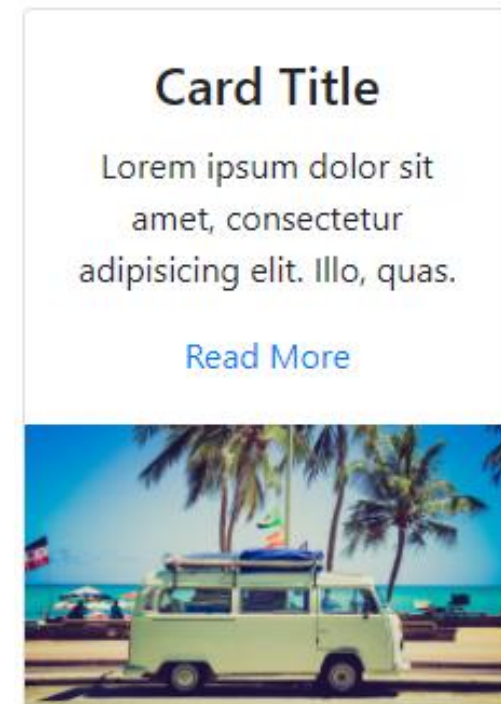 Card Title
Lorem ipsum dolor sit
amet, consectetur
adipisicing elit. Illo, quas.
Read More